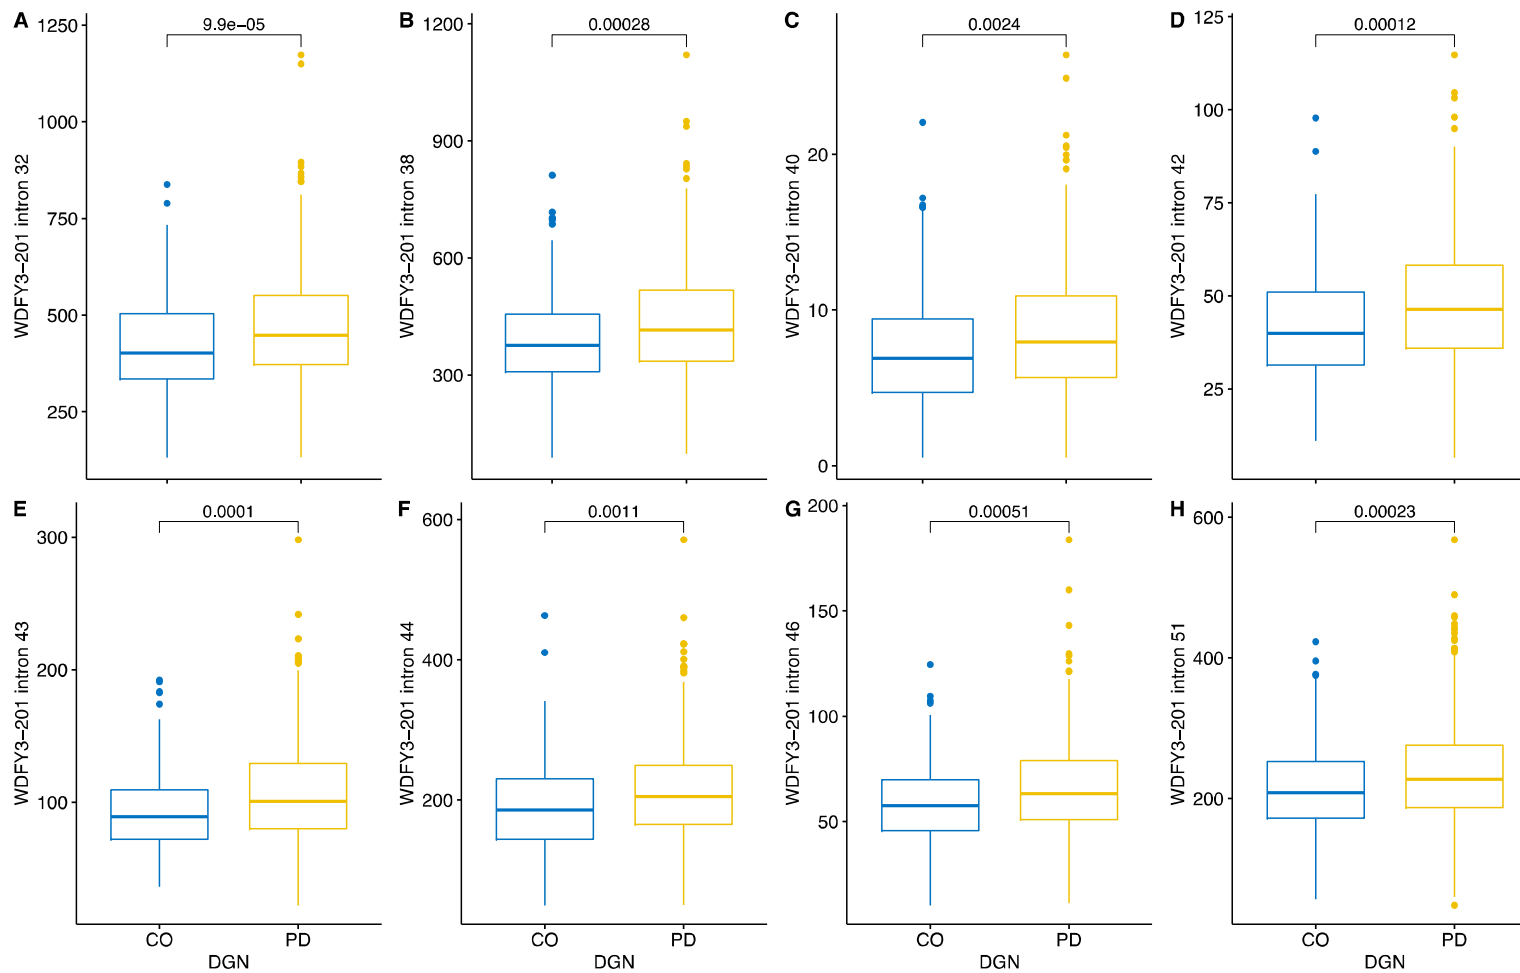 A
WDFY3−201 intron 32
1250
1000
750
500
250
9.9e−05
B
WDFY3−201 intron 38
1200
900
600
300
0.00028
C
WDFY3−201 intron 40
20
10
0
0.0024
D
WDFY3−201 intron 42
125
100
75
50
25
0.00012
E
WDFY3−201 intron 43
300
200
100
0.0001
CO PD
DGN
F
WDFY3−201 intron 44
600
400
200
0.0011
CO PD
DGN
G
WDFY3−201 intron 46
200
150
100
50
0.00051
CO PD
DGN
H
WDFY3−201 intron 51
600
400
200
0.00023
CO PD
DGN